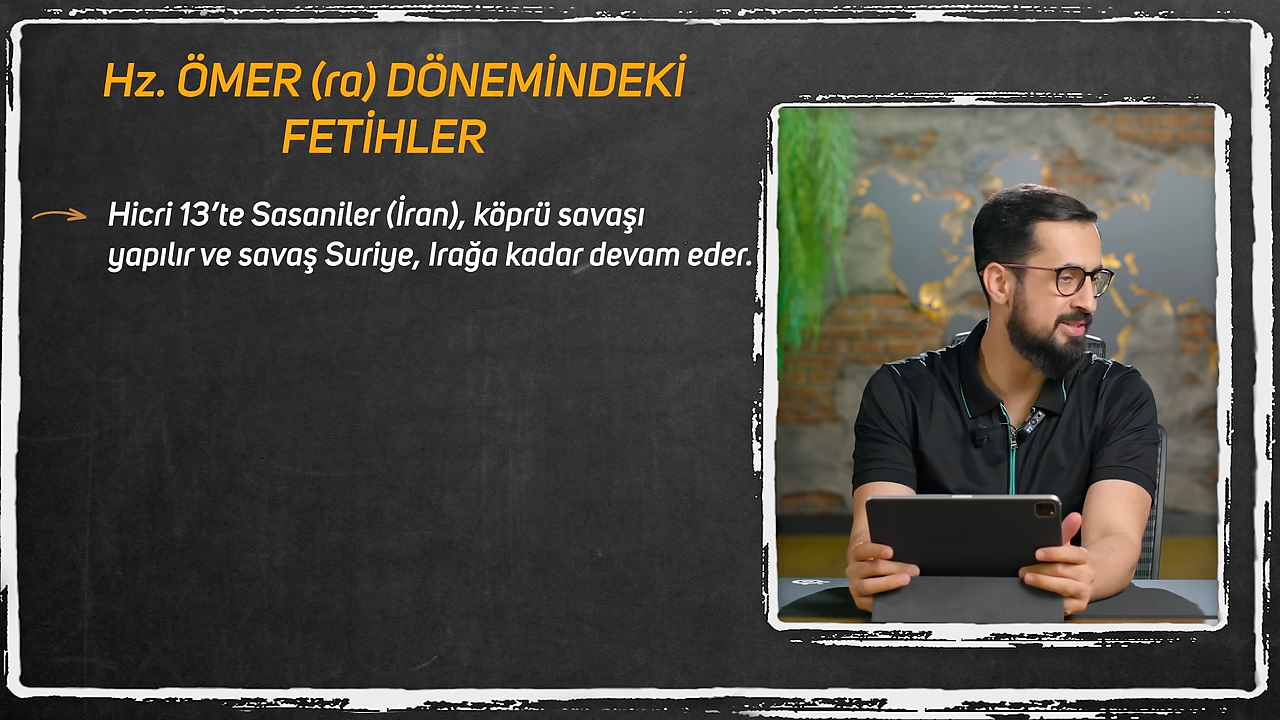 Hz. ÖMER (ra) DÖNEMİNDEKİ
FETİHLER
Hicri 13'te Sasaniler (İran), köprü savaşı
yapılır ve savaş Suriye, Irağa kadar devam eder.